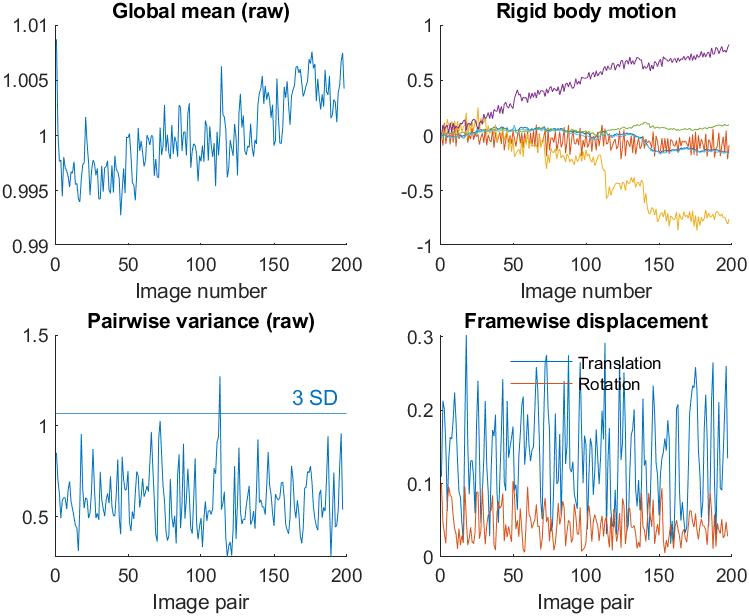 Global mean (raw)
1.01
1.005
1
0.995
0.99
0 50 100 150 200
Image number
Rigid body motion
1
0.5
0
-0.5
-1
0 50 100 150 200
Image number
Pairwise variance (raw)
1.5
1
0.5
3 SD
0 50 100 150 200
Image pair
Framewise displacement
0.3
0.2
0.1
0
Translation
Rotation
0 50 100 150 200
Image pair